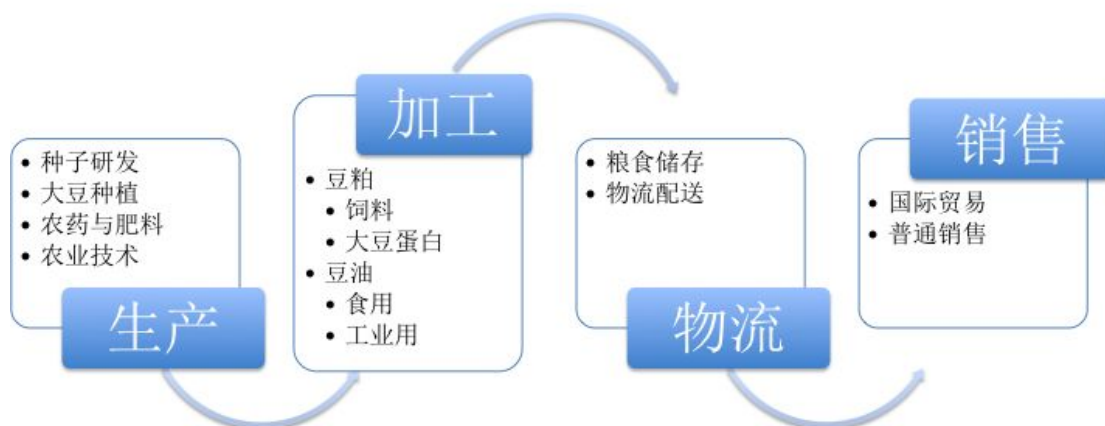 生产
种子研发
大豆种植
农药与肥料
农业技术
加工
豆粕
饲料
大豆蛋白
豆油
食用
工业用
物流
粮食储存
物流配送
销售
国际贸易
普通销售